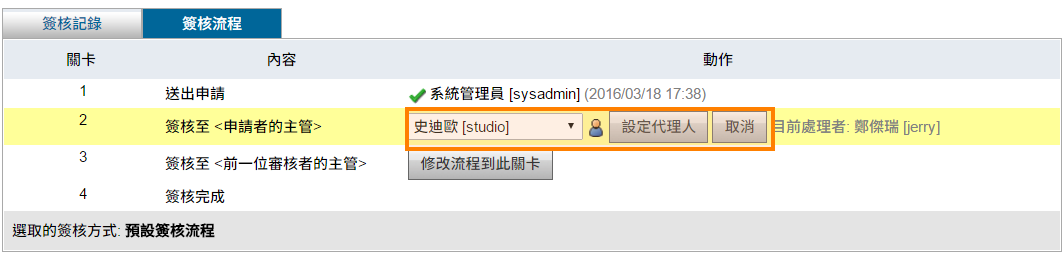 簽核記錄 簽核流程
關卡 內容 動作
1 送出申請 系統管理員 [sysadmin] (2016/03/18 17:38)
2 簽核至 <申請者的主管> 史迪歐 [studio] 設定代理人 取消 目前處理者: 鄭傑瑞 [jerry]
3 簽核至 <前一位審核者的主管> 修改流程到此關卡
4 簽核完成
選取的簽核方式: 預設簽核流程